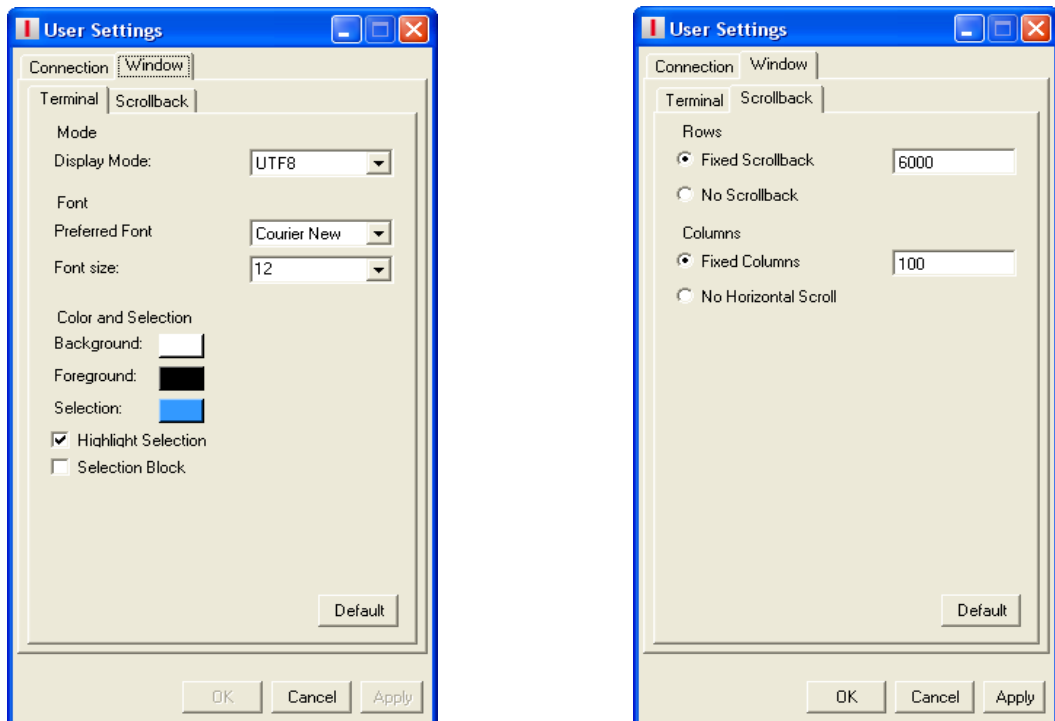 User Settings
Connection Window
Terminal Scrollback
Mode
Display Mode: UTF8
Font
Preferred Font Courier New
Font size: 12
Color and Selection
Background:
Foreground:
Selection:
Highlight Selection
Selection Block
Default
OK Cancel Apply
User Settings
Connection Window
Terminal Scrollback
Rows
Fixed Scrollback 6000
No Scrollback
Columns
Fixed Columns 100
No Horizontal Scroll
Default
OK Cancel Apply